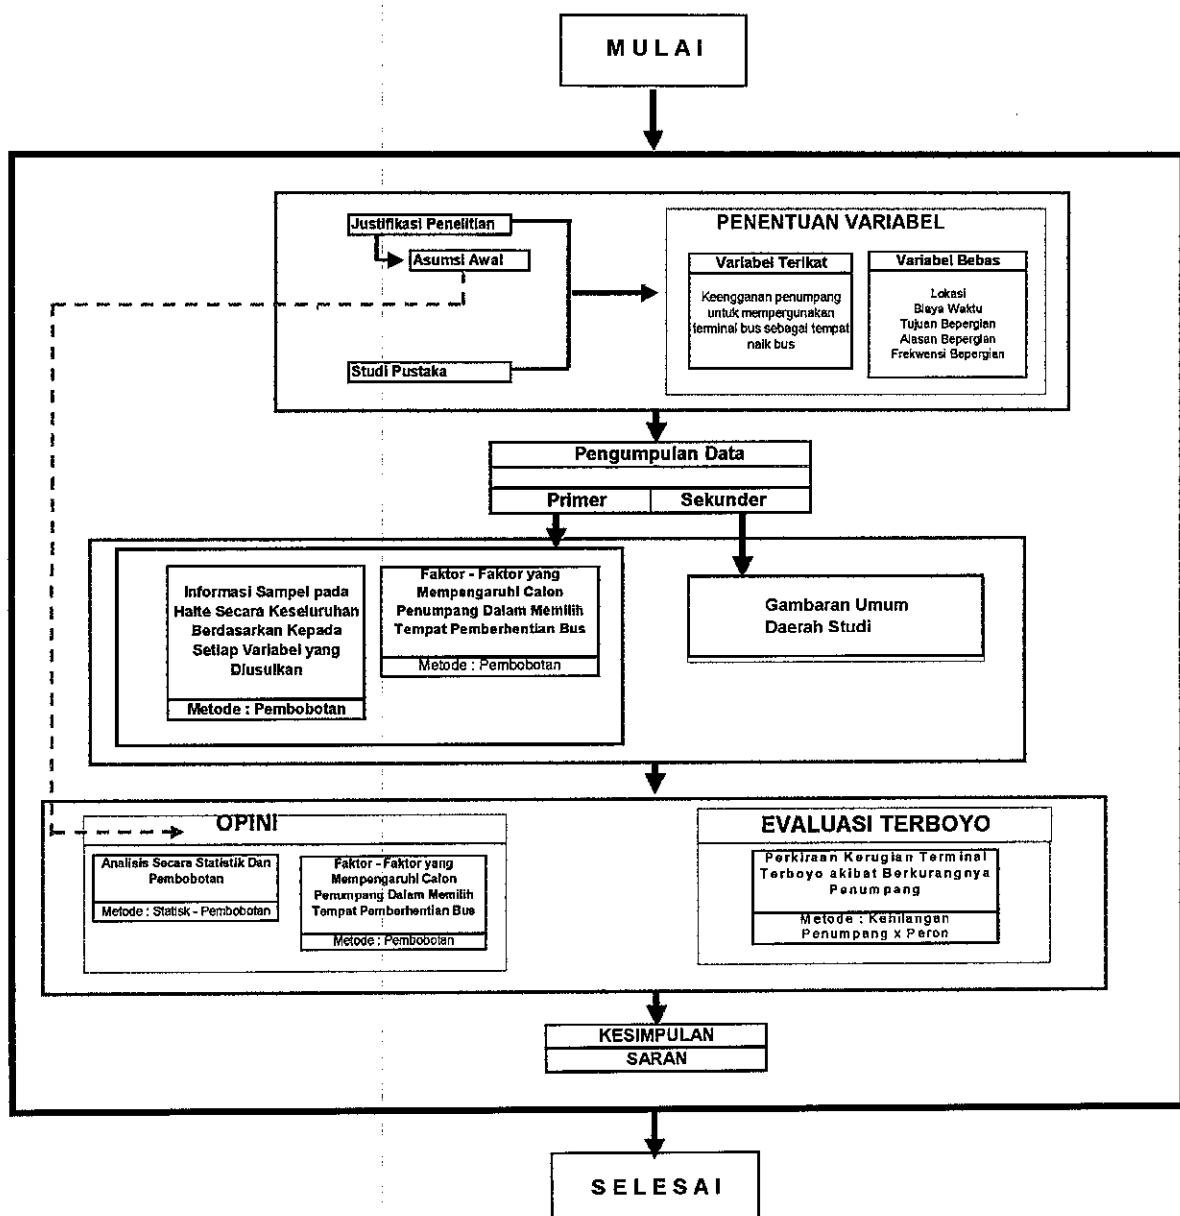 MULAI
Justifikasi Penelitian
Asumsi Awal
Studi Pustaka
PENENTUAN VARIABEL
Variabel Terikat
Keengganan penumpang
untuk mempergunakan
terminal bus sebagai tempat
naik bus
Variabel Bebas
Lokasi
Biaya Waktu
Tujuan Bepergian
Alasan Bepergian
Frekwensi Bepergian
Pengumpulan Data
Primer
Sekunder
Informasi Sampel pada
Halte Secara Keseluruhan
Berdasarkan Kepada
Setiap Variabel yang
Diusulkan
Metode : Pembobotan
Faktor - Faktor yang
Mempengaruhi Calon
Penumpang Dalam Memilih
Tempat Pemberhentian Bus
Metode : Pembobotan
Gambaran Umum
Daerah Studi
OPINI
Analisis Secara Statistik Dan
Pembobotan
Metode : Statisk - Pembobotan
Faktor - Faktor yang
Mempengaruhi Calon
Penumpang Dalam Memilih
Tempat Pemberhentian Bus
Metode : Pembobotan
EVALUASI TERBOYO
Perkiraan Kerugian Terminal
Terboyo akibat Berkurangnya
Penumpang
Metode : Kehilangan
Penumpang x Peron
KESIMPULAN
SARAN
SELESAI